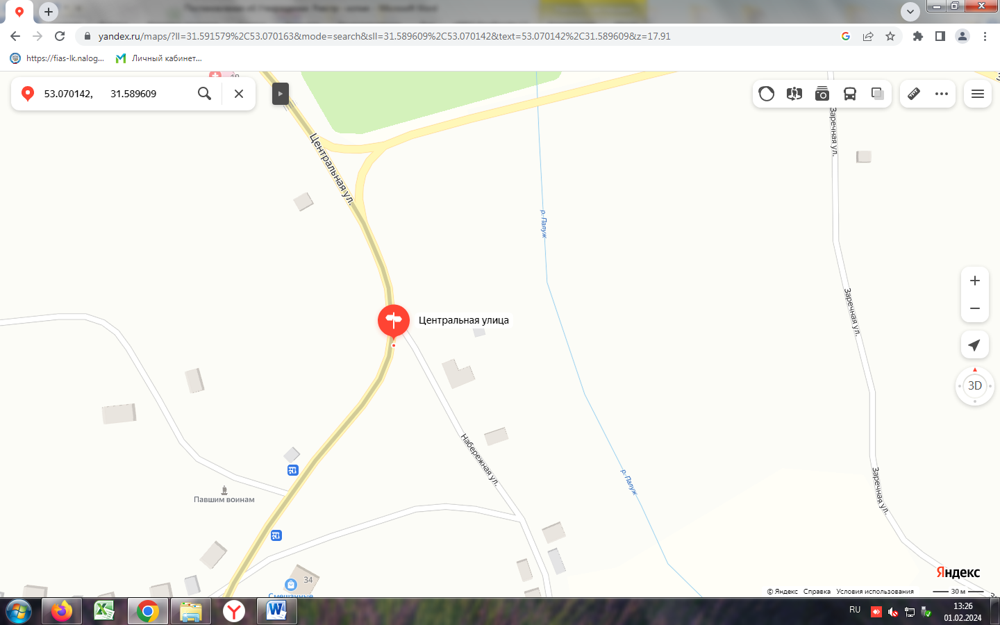 yandex.ru/maps/?ll=31.591579%2C53.070163&mode=search&sll=31.589609%2C53.070142&text=53.070142%2C31.589609&z=17.91
https://fias-lk.nalog...
Личный кабинет...
53.070142, 31.589609
Центральная ул.
Заречная ул.
р. Палуж
Заречная ул.
Центральная улица
3D
Набережная ул.
р. Палуж
Заречная ул.
Павшим воинам
34
Смешанные
Яндекс
© Яндекс Справка Условия использования
30 м
RU
13:26
01.02.2024